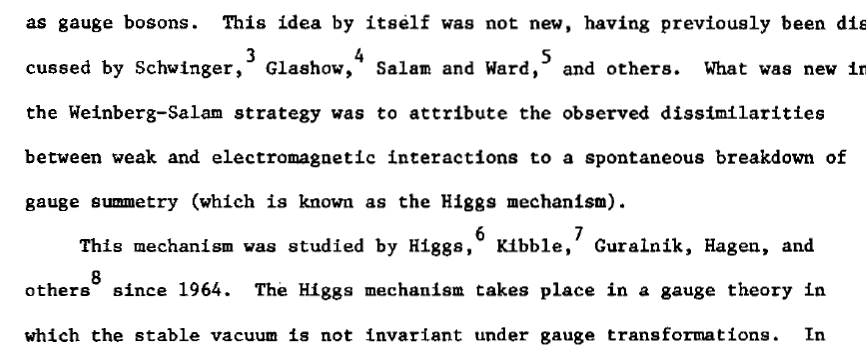 as gauge bosons. This idea by itself was not new, having previously been dis
cussed by Schwinger,3 Glashow,4 Salam and Ward,5 and others. What was new in
the Weinberg-Salam strategy was to attribute the observed dissimilarities
between weak and electromagnetic interactions to a spontaneous breakdown of
gauge summetry (which is known as the Higgs mechanism).
This mechanism was studied by Higgs,6 Kibble,7 Guralnik, Hagen, and
others8 since 1964. The Higgs mechanism takes place in a gauge theory in
which the stable vacuum is not invariant under gauge transformations. In